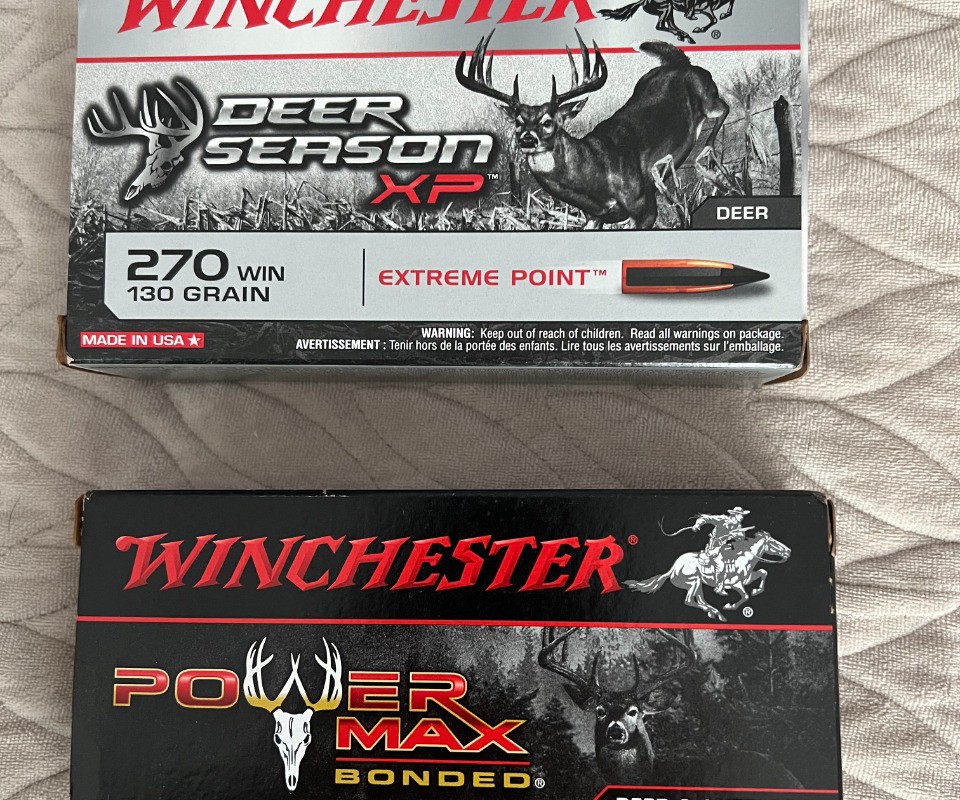 WINCHESTER
®
DEER
SEASON
XP™
DEER
270 WIN
130 GRAIN
EXTREME POINT™
MADE IN USA
WARNING: Keep out of reach of children. Read all warnings on package.
AVERTISSEMENT : Tenir hors de la portée des enfants. Lire tous les avertissements sur l'emballage.
WINCHESTER®
®
POWER
MAX
BONDED®